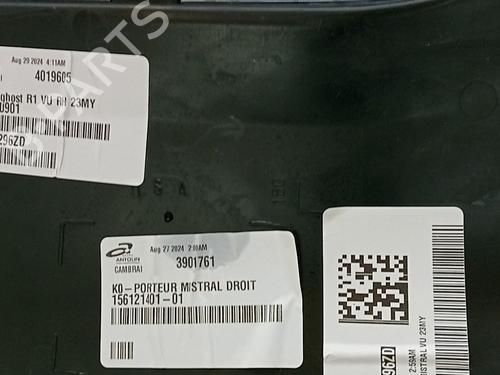 Aug 29 2024 4:11AM
4019605
ghost R1 VU RH 23MY
0901
296ZD
ANTOLIN
CAMBRAI
Aug 27 2024 2:10AM
3901761
K0-PORTEUR MISTRAL DROIT
156121401-01
296ZD
2:59AM
MISTRAL VU 23MY
B-PARTS